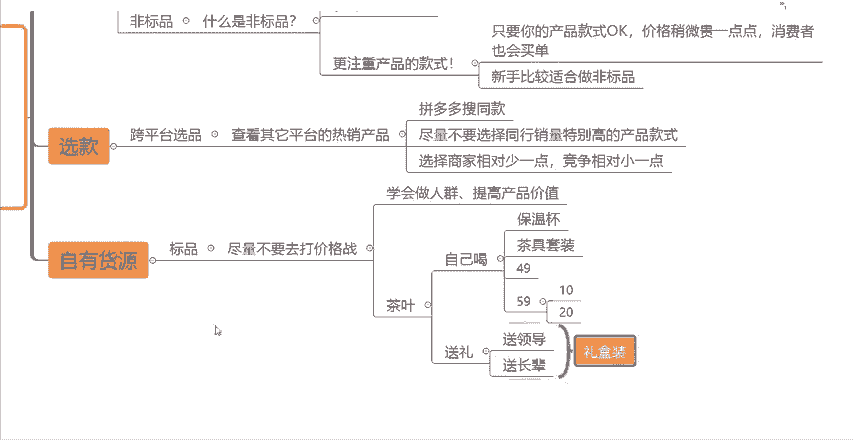 非标品
什么是非标品?
更注重产品的款式!
只要你的产品款式OK，价格稍微贵一点点，消费者
也会买单
新手比较适合做非标品
选款
跨平台选品
查看其它平台的热销产品
拼多多搜同款
尽量不要选择同行销量特别高的产品款式
选择商家相对少一点，竞争相对小一点
自有货源
标品
尽量不要去打价格战
学会做人群、提高产品价值
茶叶
自己喝
保温杯
茶具套装
49
59
10
20
送礼
送领导
送长辈
礼盒装